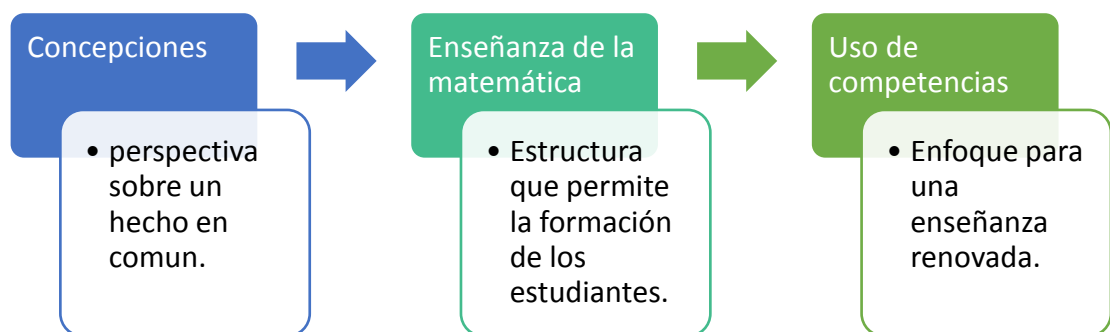 Concepciones
• perspectiva
sobre un
hecho en
comun.
Enseñanza de la
matemática
• Estructura
que permite
la formación
de los
estudiantes.
Uso de
competencias
• Enfoque para
una
enseñanza
renovada.